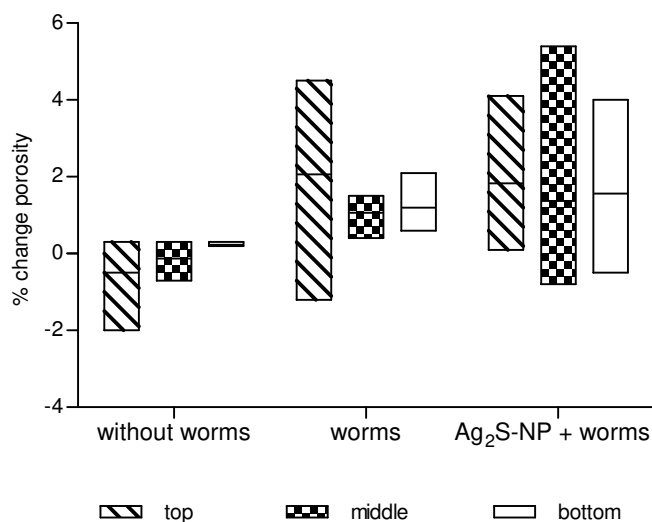 6
4
2
0
-2
-4
% change porosity
without worms worms Ag₂S-NP + worms
top middle bottom